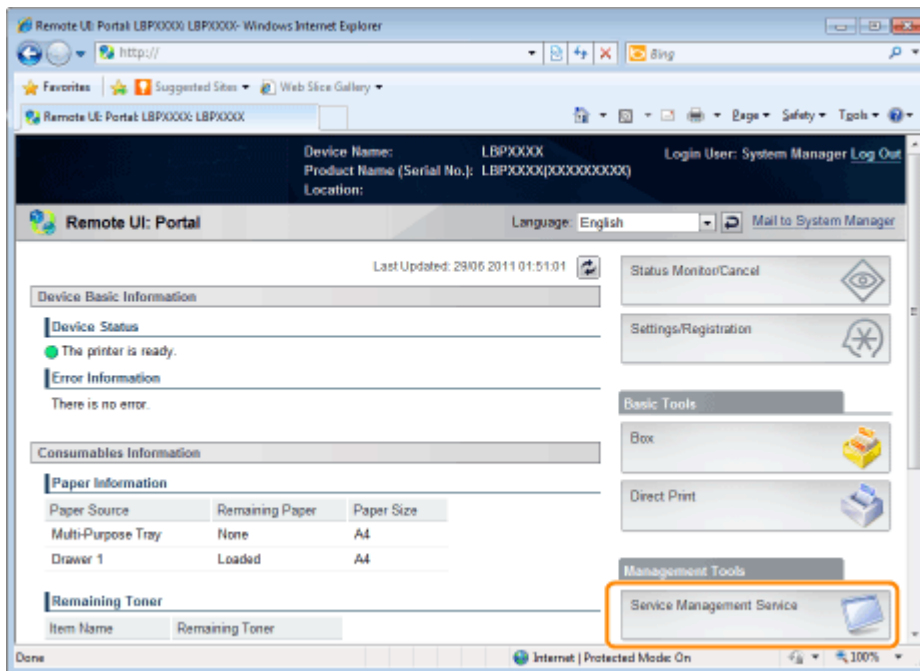 Remote UI: Portal: LBPXXXX: LBPXXXX- Windows Internet Explorer
http://
Bing
Favorites Suggested Sites Web Slice Gallery
Remote UI: Portal: LBPXXXX: LBPXXXX
Page Safety Tools
Device Name: LBPXXXX
Login User: System Manager Log Out
Product Name (Serial No.): LBPXXXX(XXXXXXXXXX)
Location:
Remote UI: Portal
Language: English
Mail to System Manager
Last Updated: 29/06 2011 01:51:01
Device Basic Information
Device Status
The printer is ready.
Error Information
There is no error.
Consumables Information
Paper Information
Paper Source Remaining Paper Paper Size
Multi-Purpose Tray None A4
Drawer 1 Loaded A4
Remaining Toner
Item Name Remaining Toner
Status Monitor/Cancel
Settings/Registration
Basic Tools
Box
Direct Print
Management Tools
Service Management Service
Done
Internet | Protected Mode: On
100%